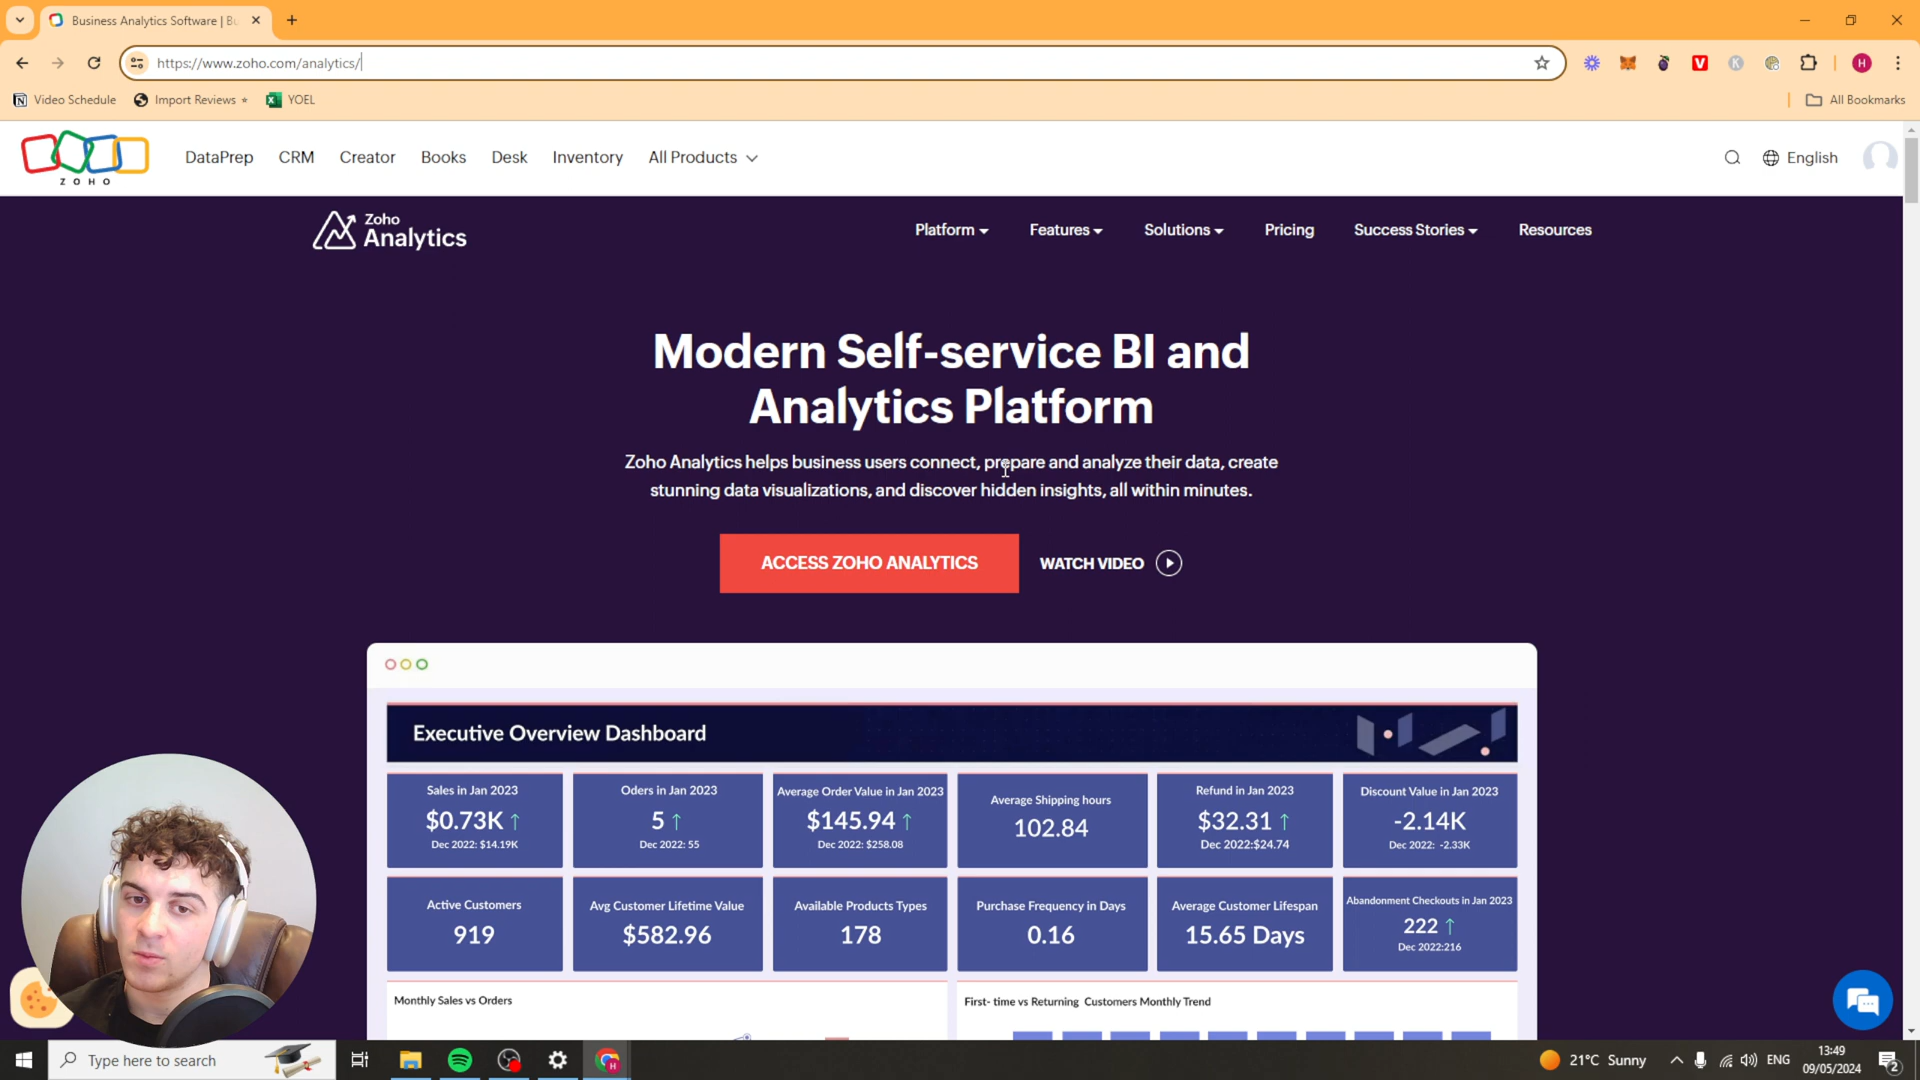 Business Analytics Software | Bu
https://www.zoho.com/analytics/
Video Schedule
Import Reviews
YOEL
All Bookmarks
ZOHO
DataPrep CRM Creator Books Desk Inventory All Products
English
Zoho
Analytics
Platform Features Solutions Pricing Success Stories Resources
Modern Self-service BI and
Analytics Platform
Zoho Analytics helps business users connect, prepare and analyze their data, create
stunning data visualizations, and discover hidden insights, all within minutes.
ACCESS ZOHO ANALYTICS
WATCH VIDEO
Executive Overview Dashboard
Sales in Jan 2023
$0.73K ↑
Dec 2022: $14.19K
Oders in Jan 2023
5 ↑
Dec 2022: 55
Average Order Value in Jan 2023
$145.94 ↑
Dec 2022: $258.08
Average Shipping hours
102.84
Refund in Jan 2023
$32.31 ↑
Dec 2022:$24.74
Discount Value in Jan 2023
-2.14K
Dec 2022: -2.33K
Active Customers
919
Avg Customer Lifetime Value
$582.96
Available Products Types
178
Purchase Frequency in Days
0.16
Average Customer Lifespan
15.65 Days
Abandonment Checkouts in Jan 2023
222 ↑
Dec 2022:216
Monthly Sales vs Orders
First- time vs Returning Customers Monthly Trend
Type here to search
21°C Sunny
ENG
13:49
09/05/2024
2